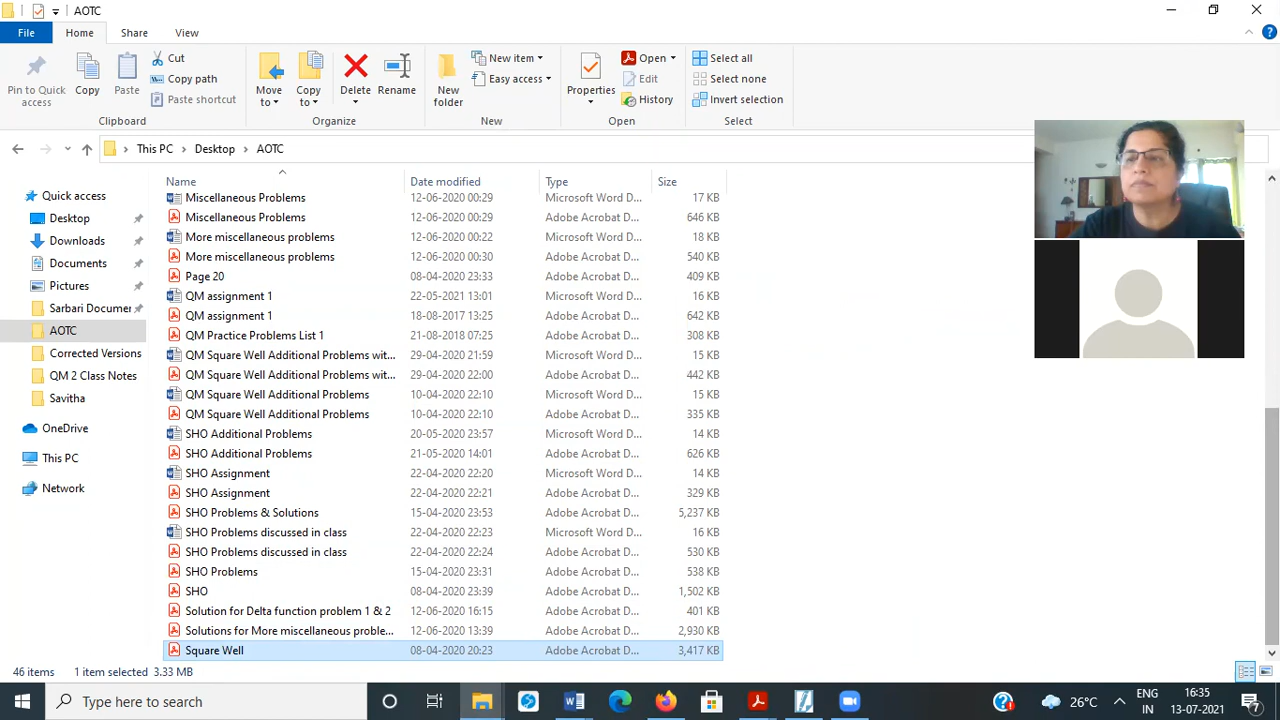 AOTC
File Home Share View
Pin to Quick access
Copy
Paste
Cut
Copy path
Paste shortcut
Clipboard
Move to
Copy to
Delete
Rename
Organize
New folder
New item
Easy access
New
Properties
Open
Edit
History
Open
Select all
Select none
Invert selection
Select
This PC Desktop AOTC
Quick access
Desktop
Downloads
Documents
Pictures
Sarbari Documer
AOTC
Corrected Versions
QM 2 Class Notes
Savitha
OneDrive
This PC
Network
Name Date modified Type Size
Miscellaneous Problems 12-06-2020 00:29 Microsoft Word D... 17 KB
Miscellaneous Problems 12-06-2020 00:29 Adobe Acrobat D... 646 KB
More miscellaneous problems 12-06-2020 00:22 Microsoft Word D... 18 KB
More miscellaneous problems 12-06-2020 00:30 Adobe Acrobat D... 540 KB
Page 20 08-04-2020 23:33 Adobe Acrobat D... 409 KB
QM assignment 1 22-05-2021 13:01 Microsoft Word D... 16 KB
QM assignment 1 18-08-2017 13:25 Adobe Acrobat D... 642 KB
QM Practice Problems List 1 21-08-2018 07:25 Adobe Acrobat D... 308 KB
QM Square Well Additional Problems wit... 29-04-2020 21:59 Microsoft Word D... 15 KB
QM Square Well Additional Problems wit... 29-04-2020 22:00 Adobe Acrobat D... 442 KB
QM Square Well Additional Problems 10-04-2020 22:10 Microsoft Word D... 15 KB
QM Square Well Additional Problems 10-04-2020 22:10 Adobe Acrobat D... 335 KB
SHO Additional Problems 20-05-2020 23:57 Microsoft Word D... 14 KB
SHO Additional Problems 21-05-2020 14:01 Adobe Acrobat D... 626 KB
SHO Assignment 22-04-2020 22:20 Microsoft Word D... 14 KB
SHO Assignment 22-04-2020 22:21 Adobe Acrobat D... 329 KB
SHO Problems & Solutions 15-04-2020 23:53 Adobe Acrobat D... 5,237 KB
SHO Problems discussed in class 22-04-2020 22:23 Microsoft Word D... 16 KB
SHO Problems discussed in class 22-04-2020 22:24 Adobe Acrobat D... 530 KB
SHO Problems 15-04-2020 23:31 Adobe Acrobat D... 538 KB
SHO 08-04-2020 23:39 Adobe Acrobat D... 1,502 KB
Solution for Delta function problem 1 & 2 12-06-2020 16:15 Adobe Acrobat D... 401 KB
Solutions for More miscellaneous proble... 12-06-2020 13:39 Adobe Acrobat D... 2,930 KB
Square Well 08-04-2020 20:23 Adobe Acrobat D... 3,417 KB
46 items 1 item selected 3.33 MB
Type here to search
26°C
ENG
IN
16:35
13-07-2021
7